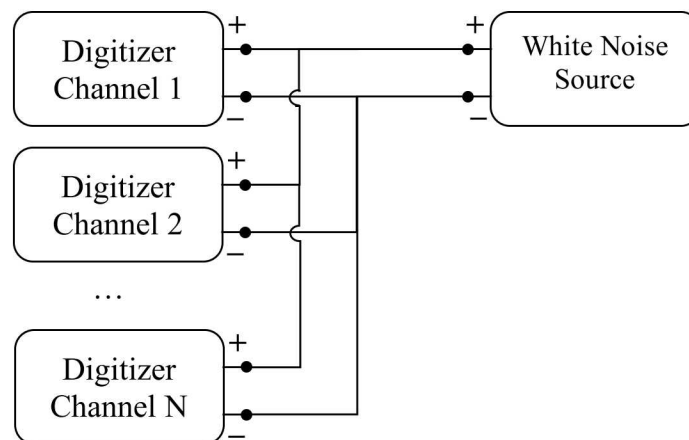 Digitizer
Channel 1
+
−
+
−
White Noise
Source
Digitizer
Channel 2
+
−
...
Digitizer
Channel N
+
−